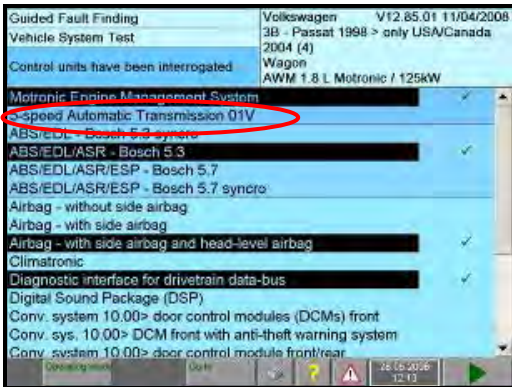 Guided Fault Finding
Vehicle System Test
Control units have been interrogated
Volkswagen V12.85.01 11/04/2008
3B - Passat 1998 > only USA/Canada
2004 (4)
Wagon
AWM 1.8 L Motronic / 125kW
Motronic Engine Management System
5-speed Automatic Transmission 01V
ABS/EDL - Bosch 5.3 syncro
ABS/EDL/ASR - Bosch 5.3
ABS/EDL/ASR/ESP - Bosch 5.7
ABS/EDL/ASR/ESP - Bosch 5.7 syncro
Airbag - without side airbag
Airbag - with side airbag
Airbag - with side airbag and head-level airbag
Climatronic
Diagnostic interface for drivetrain data-bus
Digital Sound Package (DSP)
Conv. system 10.00> door control modules (DCMs) front
Conv. sys. 10.00> DCM front with anti-theft warning system
Conv. system 10.00> door control module front/rear
Operating mode
Go to
?
12:13